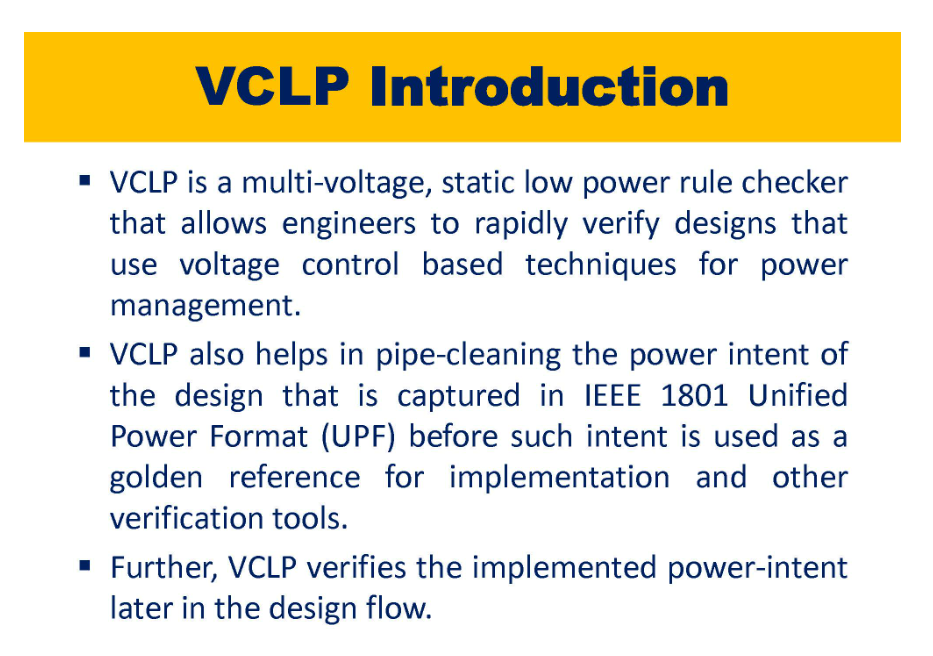 VCLP Introduction
▪ VCLP is a multi-voltage, static low power rule checker
that allows engineers to rapidly verify designs that
use voltage control based techniques for power
management.
▪ VCLP also helps in pipe-cleaning the power intent of
the design that is captured in IEEE 1801 Unified
Power Format (UPF) before such intent is used as a
golden reference for implementation and other
verification tools.
▪ Further, VCLP verifies the implemented power-intent
later in the design flow.